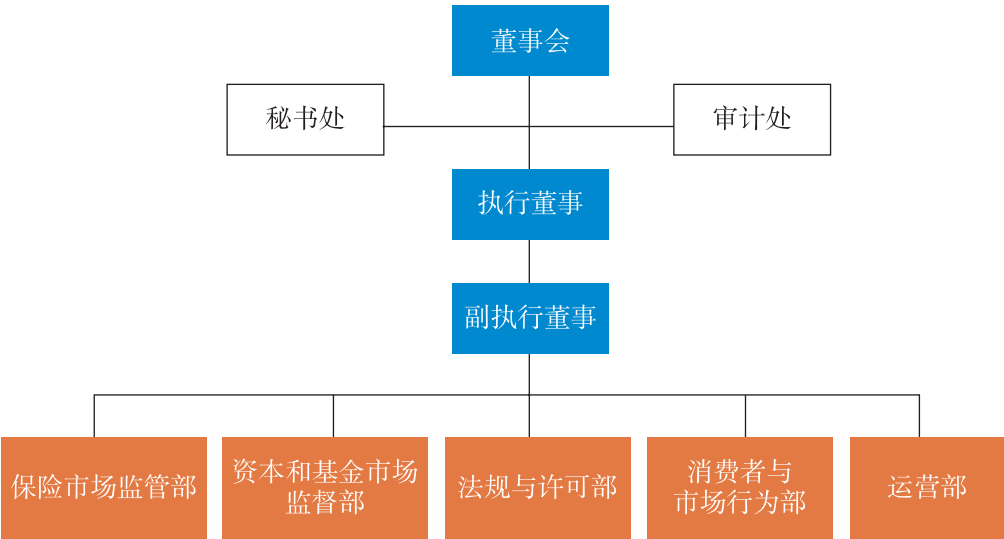 董事会
秘书处
审计处
执行董事
副执行董事
保险市场监管部
资本和基金市场
监督部
法规与许可部
消费者与
市场行为部
运营部